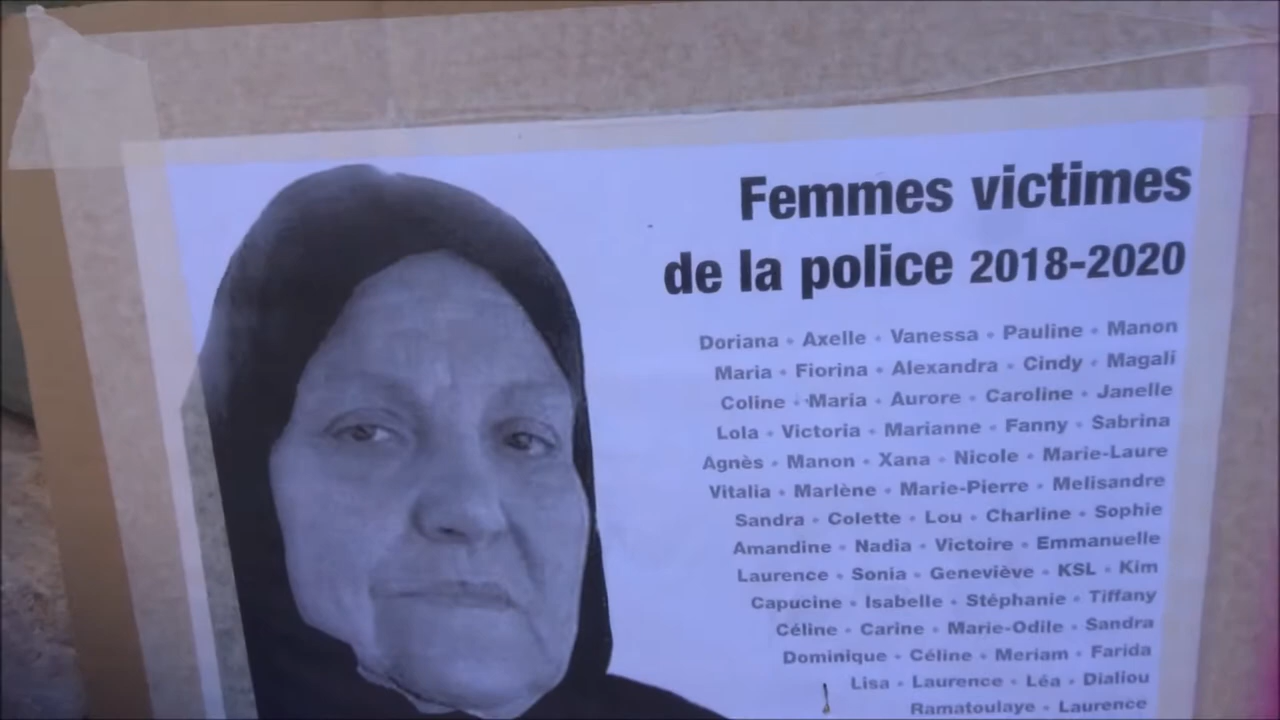 Femmes victimes
de la police 2018-2020
Doriana • Axelle • Vanessa • Pauline • Manon
Maria • Fiorina • Alexandra • Cindy • Magali
Coline • Maria • Aurore • Caroline • Janelle
Lola • Victoria • Marianne • Fanny • Sabrina
Agnès • Manon • Xana • Nicole • Marie-Laure
Vitalia • Marlène • Marie-Pierre • Melisandre
Sandra • Colette • Lou • Charline • Sophie
Amandine • Nadia • Victoire • Emmanuelle
Laurence • Sonia • Geneviève • KSL • Kim
Capucine • Isabelle • Stéphanie • Tiffany
Céline • Carine • Marie-Odile • Sandra
Dominique • Céline • Meriam • Farida
Lisa • Laurence • Léa • Dialiou
Ramatoulaye • Laurence